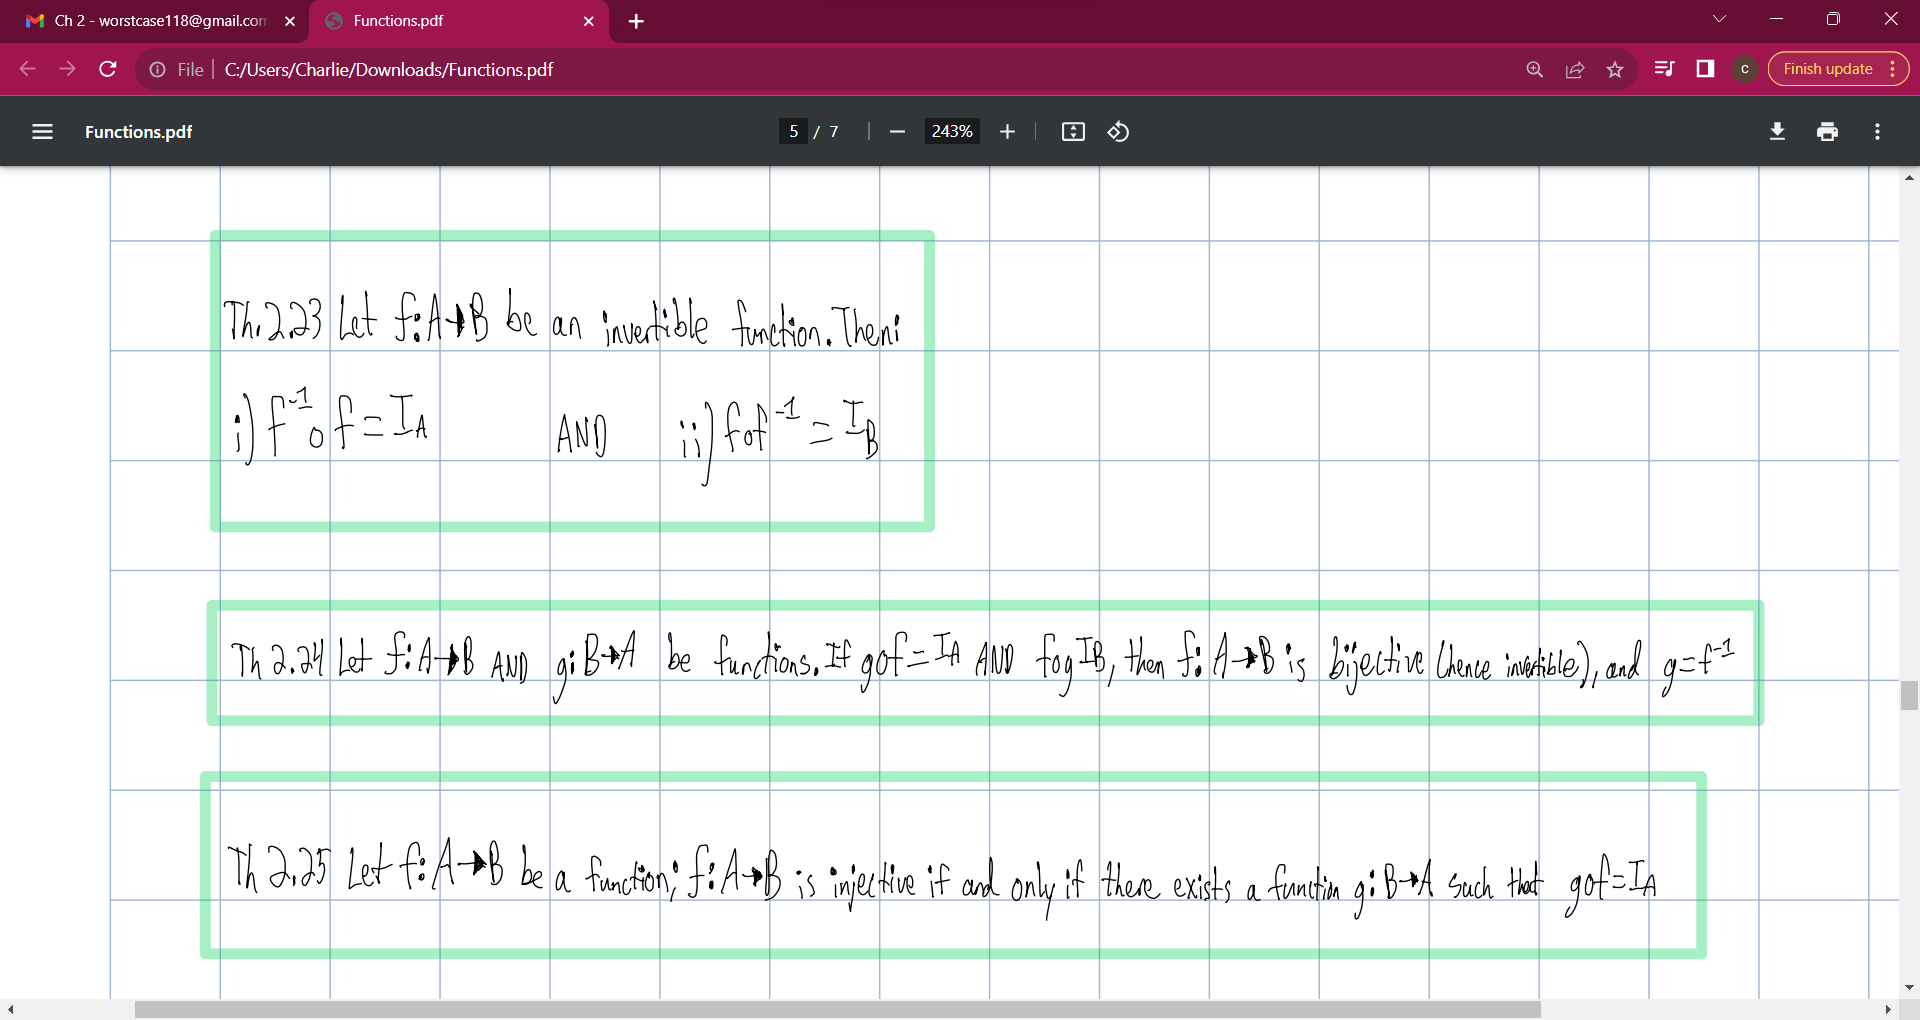 Ch 2 - worstcase118@gmail.com
Functions.pdf
File
C:/Users/Charlie/Downloads/Functions.pdf
C
Finish update
Functions.pdf
5 / 7
243%
Th. 2.23 Let f: A→B be an invertible function. Then:
i) f⁻¹∘f = I_A AND ii) f∘f⁻¹ = I_B
Th 2.24 Let f: A→B AND g: B→A be functions. If g∘f = I_A AND f∘g I_B, then f: A→B is bijective (hence invertible), and g = f⁻¹
Th 2.25 Let f: A→B be a function; f: A→B is injective if and only if there exists a function g: B→A such that g∘f = I_A